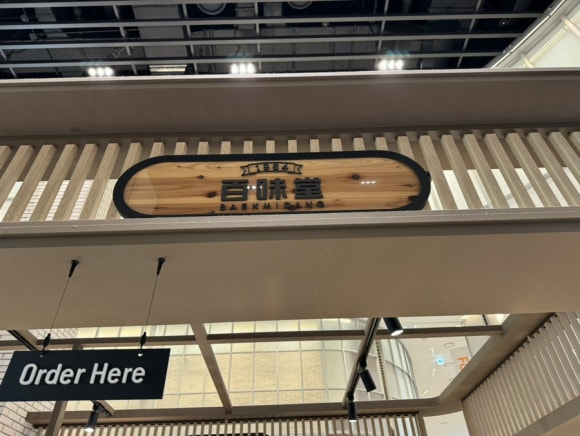 1964
百味堂
BAEKMIDANG
Order Here